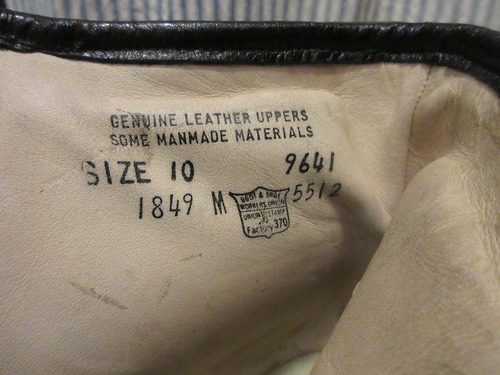 GENUINE LEATHER UPPERS
SOME MANMADE MATERIALS
SIZE 10 9641
1849 M 5512
BOOT & SHOE
WORKERS UNION
UNION STAMP
Factory 370